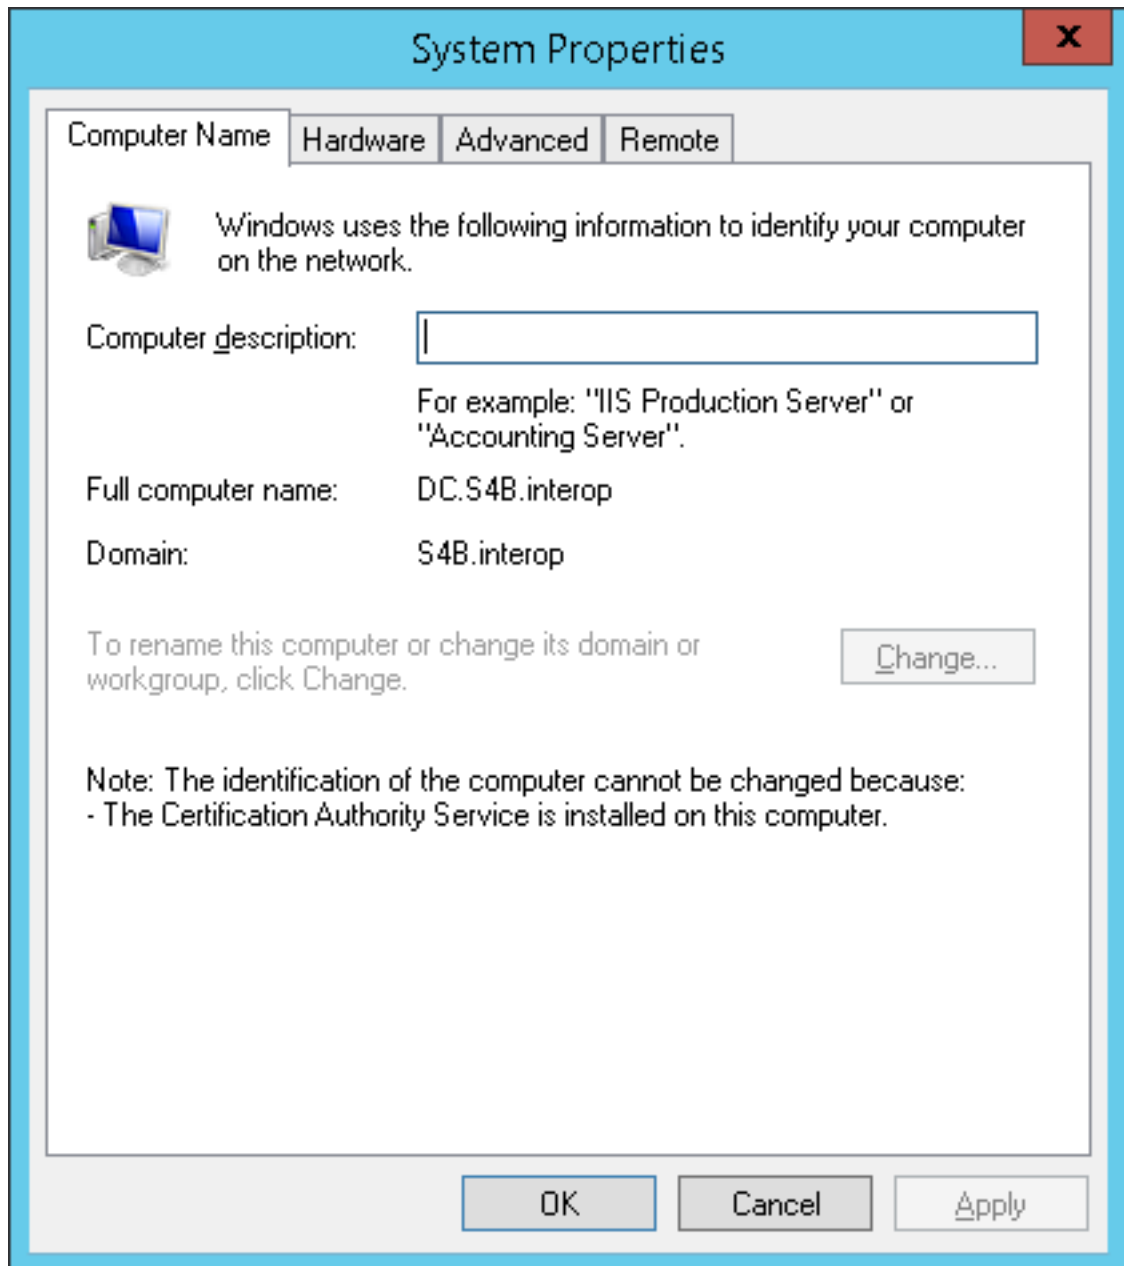 System Properties
x
Computer Name
Hardware
Advanced
Remote
Windows uses the following information to identify your computer
on the network.
Computer description:
For example: "IIS Production Server" or
"Accounting Server".
Full computer name:
DC.S4B.interop
Domain:
S4B.interop
To rename this computer or change its domain or
workgroup, click Change.
Change...
Note: The identification of the computer cannot be changed because:
- The Certification Authority Service is installed on this computer.
OK
Cancel
Apply